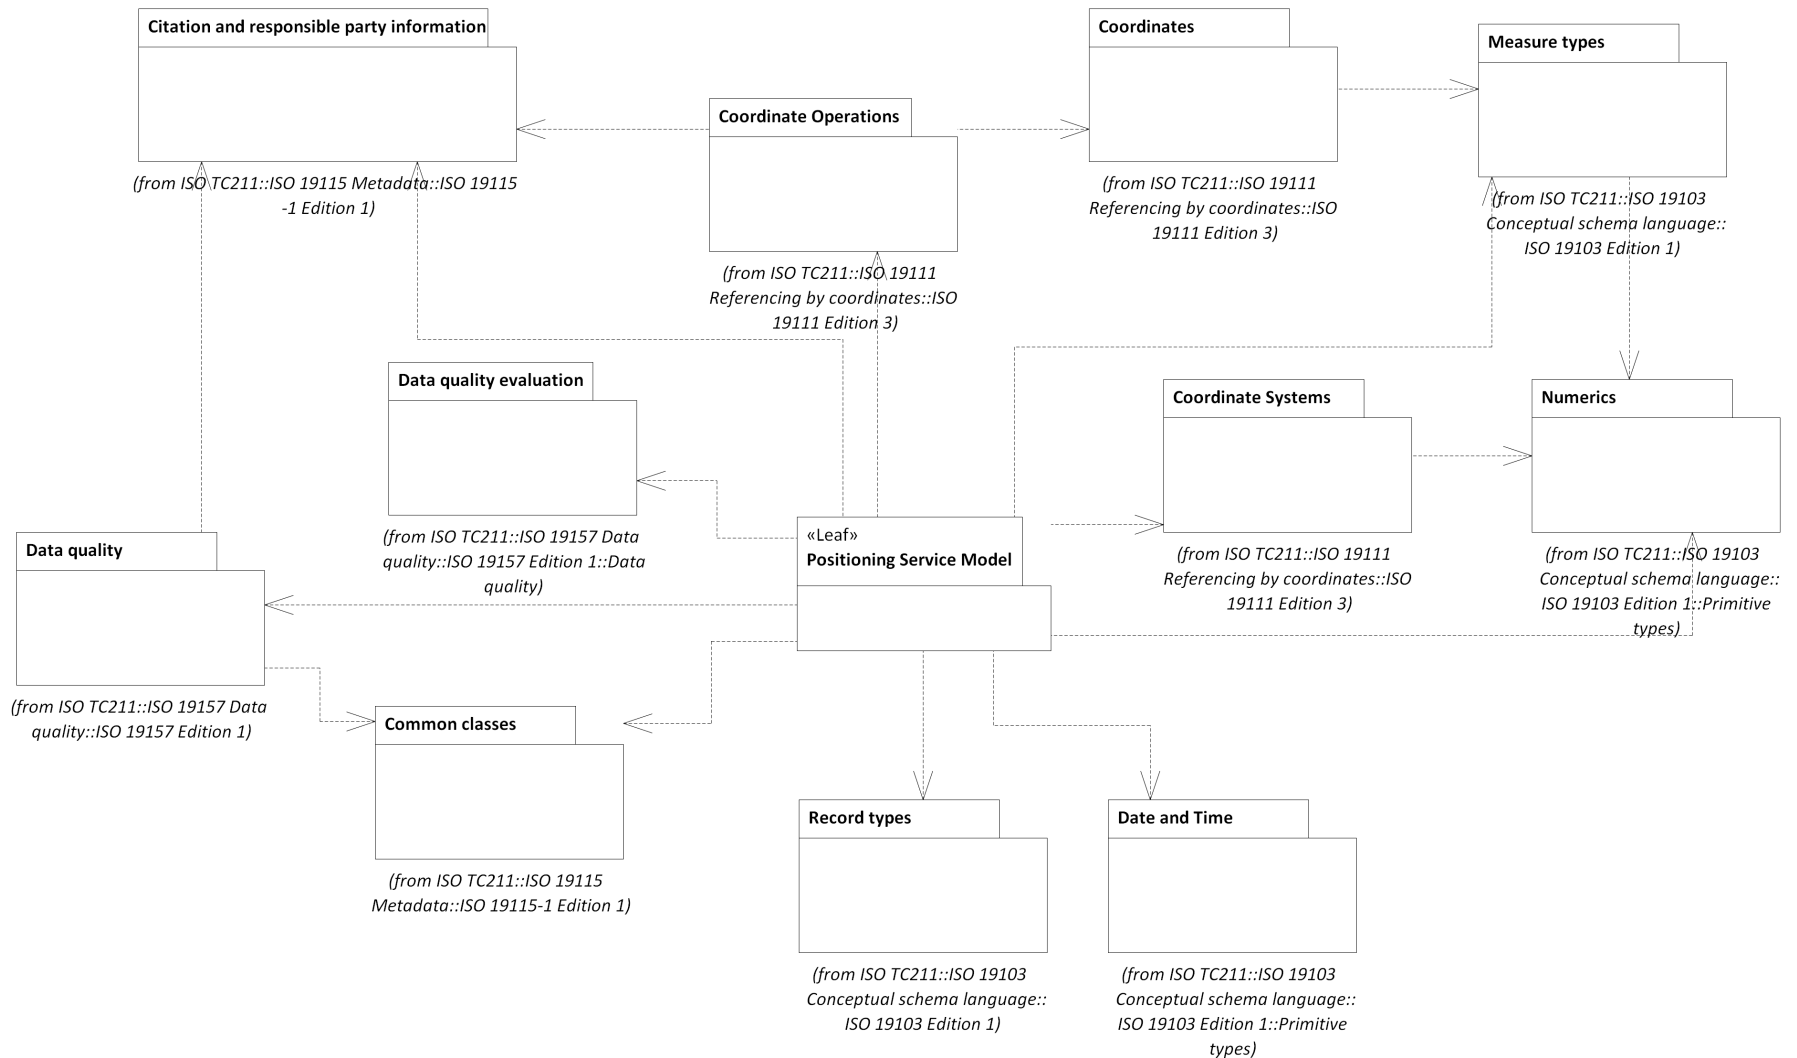 Citation and responsible party information
(from ISO TC211::ISO 19115 Metadata::ISO 19115
-1 Edition 1)
Coordinate Operations
(from ISO TC211::ISO 19111
Referencing by coordinates::ISO
19111 Edition 3)
Coordinates
(from ISO TC211::ISO 19111
Referencing by coordinates::ISO
19111 Edition 3)
Measure types
(from ISO TC211::ISO 19103
Conceptual schema language::
ISO 19103 Edition 1)
Data quality evaluation
(from ISO TC211::ISO 19157 Data
quality::ISO 19157 Edition 1::Data
quality)
Coordinate Systems
(from ISO TC211::ISO 19111
Referencing by coordinates::ISO
19111 Edition 3)
Numerics
(from ISO TC211::ISO 19103
Conceptual schema language::
ISO 19103 Edition 1::Primitive
types)
«Leaf»
Positioning Service Model
Data quality
(from ISO TC211::ISO 19157 Data
quality::ISO 19157 Edition 1)
Common classes
(from ISO TC211::ISO 19115
Metadata::ISO 19115-1 Edition 1)
Record types
(from ISO TC211::ISO 19103
Conceptual schema language::
ISO 19103 Edition 1)
Date and Time
(from ISO TC211::ISO 19103
Conceptual schema language::
ISO 19103 Edition 1::Primitive
types)